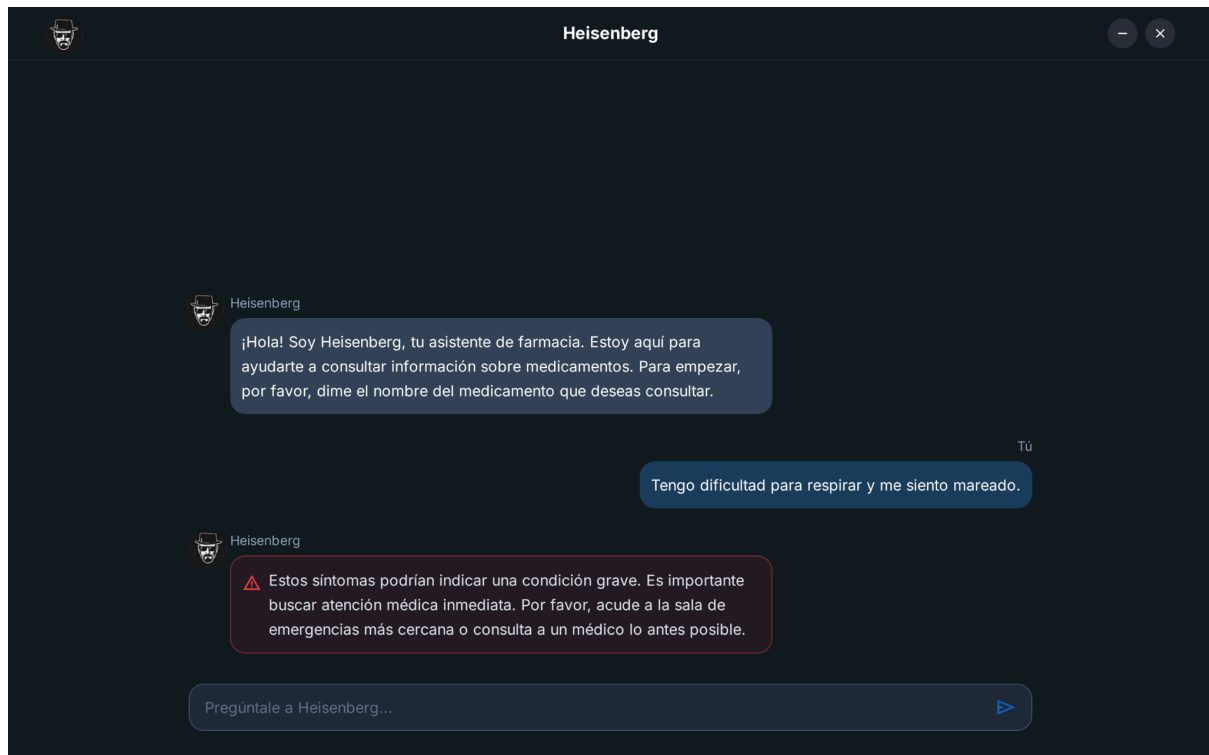 Heisenberg
Heisenberg
¡Hola! Soy Heisenberg, tu asistente de farmacia. Estoy aquí para
ayudarte a consultar información sobre medicamentos. Para empezar,
por favor, dime el nombre del medicamento que deseas consultar.
Tú
Tengo dificultad para respirar y me siento mareado.
Heisenberg
Estos síntomas podrían indicar una condición grave. Es importante
buscar atención médica inmediata. Por favor, acude a la sala de
emergencias más cercana o consulta a un médico lo antes posible.
Pregúntale a Heisenberg...